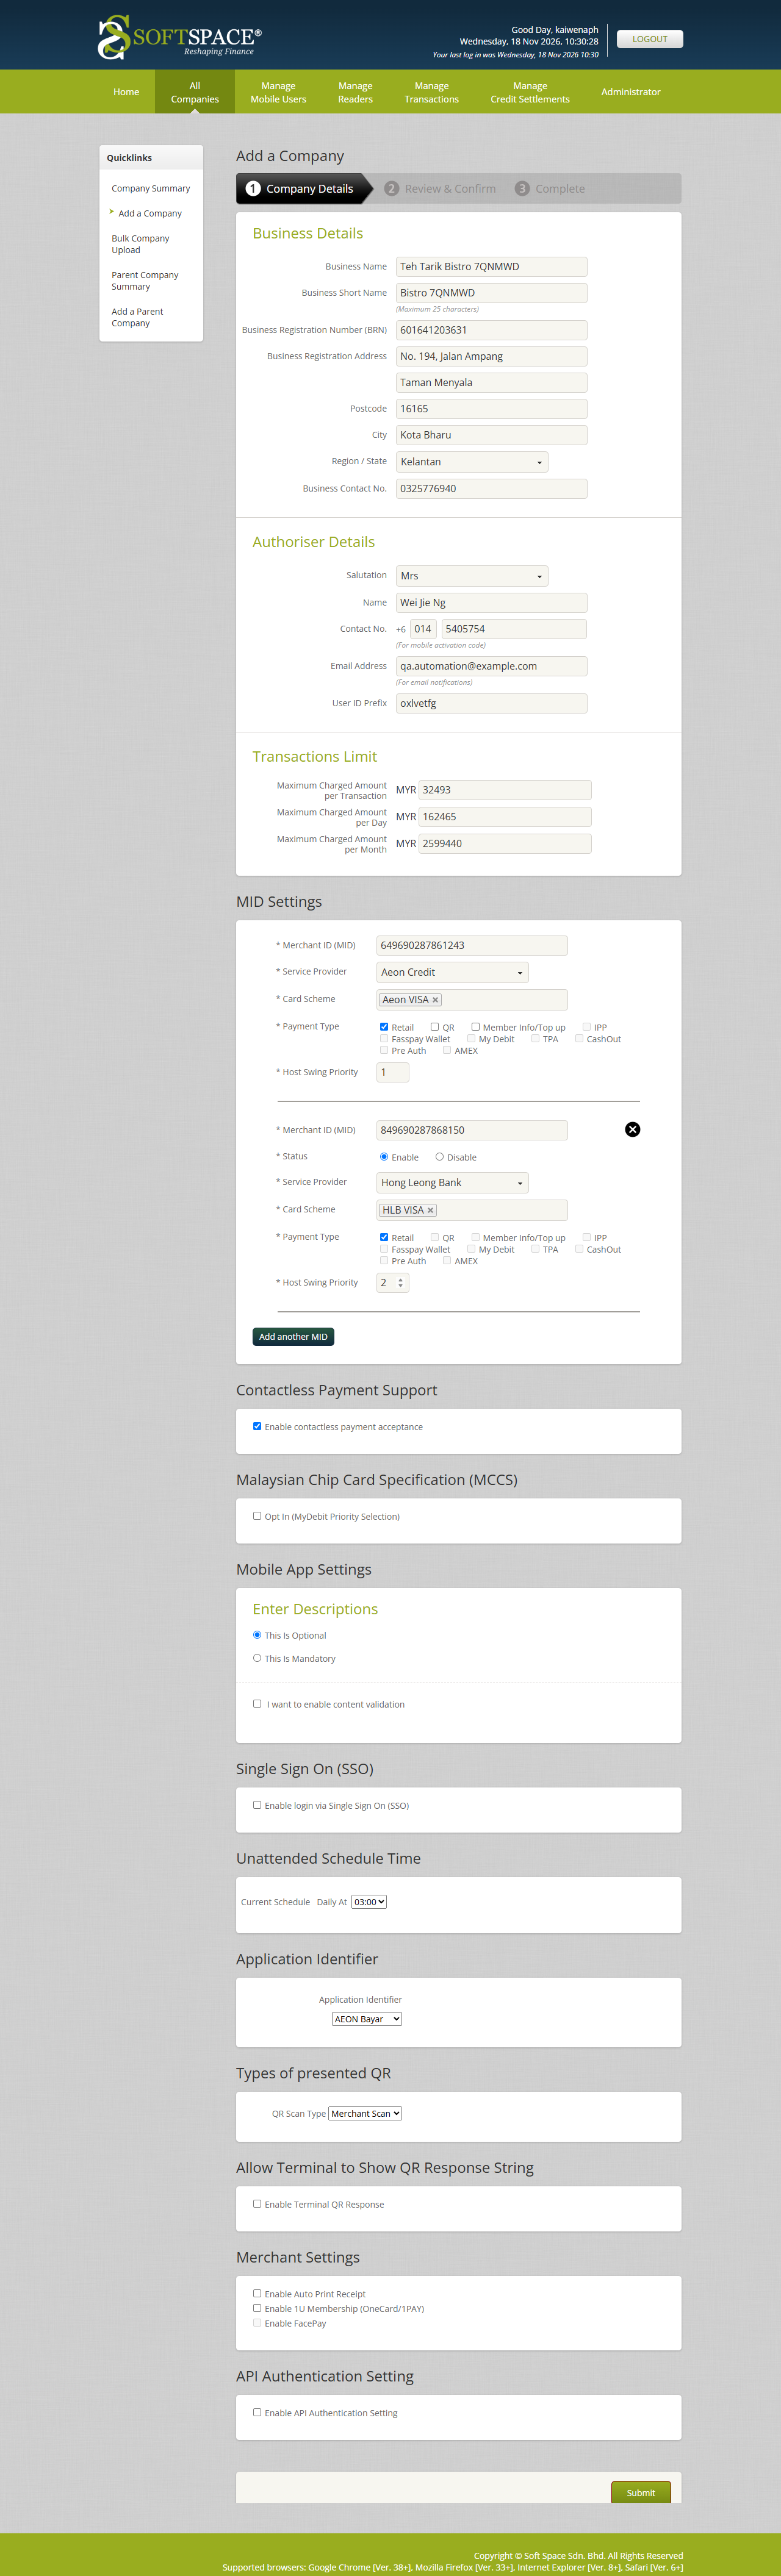 SOFTSPACE®
Reshaping Finance
Good Day, kaiwenaph
Wednesday, 18 Nov 2026, 10:30:28
Your last log in was Wednesday, 18 Nov 2026 10:30
LOGOUT
Home
All Companies
Manage Mobile Users
Manage Readers
Manage Transactions
Manage Credit Settlements
Administrator
Quicklinks
Company Summary
Add a Company
Bulk Company
Upload
Parent Company
Summary
Add a Parent
Company
Add a Company
1 Company Details 2 Review & Confirm 3 Complete
Business Details
Business Name Teh Tarik Bistro 7QNMWD
Business Short Name Bistro 7QNMWD
(Maximum 25 characters)
Business Registration Number (BRN) 601641203631
Business Registration Address No. 194, Jalan Ampang
Taman Menyala
Postcode 16165
City Kota Bharu
Region / State Kelantan
Business Contact No. 0325776940
Authoriser Details
Salutation Mrs
Name Wei Jie Ng
Contact No. +6 014 5405754
(For mobile activation code)
Email Address qa.automation@example.com
(For email notifications)
User ID Prefix oxlvetfg
Transactions Limit
Maximum Charged Amount
per Transaction MYR 32493
Maximum Charged Amount
per Day MYR 162465
Maximum Charged Amount
per Month MYR 2599440
MID Settings
* Merchant ID (MID) 649690287861243
* Service Provider Aeon Credit
* Card Scheme Aeon VISA ×
* Payment Type Retail QR Member Info/Top up IPP
Fasspay Wallet My Debit TPA CashOut
Pre Auth AMEX
* Host Swing Priority 1
* Merchant ID (MID) 849690287868150
* Status Enable Disable
* Service Provider Hong Leong Bank
* Card Scheme HLB VISA ×
* Payment Type Retail QR Member Info/Top up IPP
Fasspay Wallet My Debit TPA CashOut
Pre Auth AMEX
* Host Swing Priority 2
Add another MID
Contactless Payment Support
Enable contactless payment acceptance
Malaysian Chip Card Specification (MCCS)
Opt In (MyDebit Priority Selection)
Mobile App Settings
Enter Descriptions
This Is Optional
This Is Mandatory
I want to enable content validation
Single Sign On (SSO)
Enable login via Single Sign On (SSO)
Unattended Schedule Time
Current Schedule Daily At 03:00
Application Identifier
Application Identifier
AEON Bayar
Types of presented QR
QR Scan Type Merchant Scan
Allow Terminal to Show QR Response String
Enable Terminal QR Response
Merchant Settings
Enable Auto Print Receipt
Enable 1U Membership (OneCard/1PAY)
Enable FacePay
API Authentication Setting
Enable API Authentication Setting
Submit
Copyright © Soft Space Sdn. Bhd. All Rights Reserved
Supported browsers: Google Chrome [Ver. 38+], Mozilla Firefox [Ver. 33+], Internet Explorer [Ver. 8+], Safari [Ver. 6+]